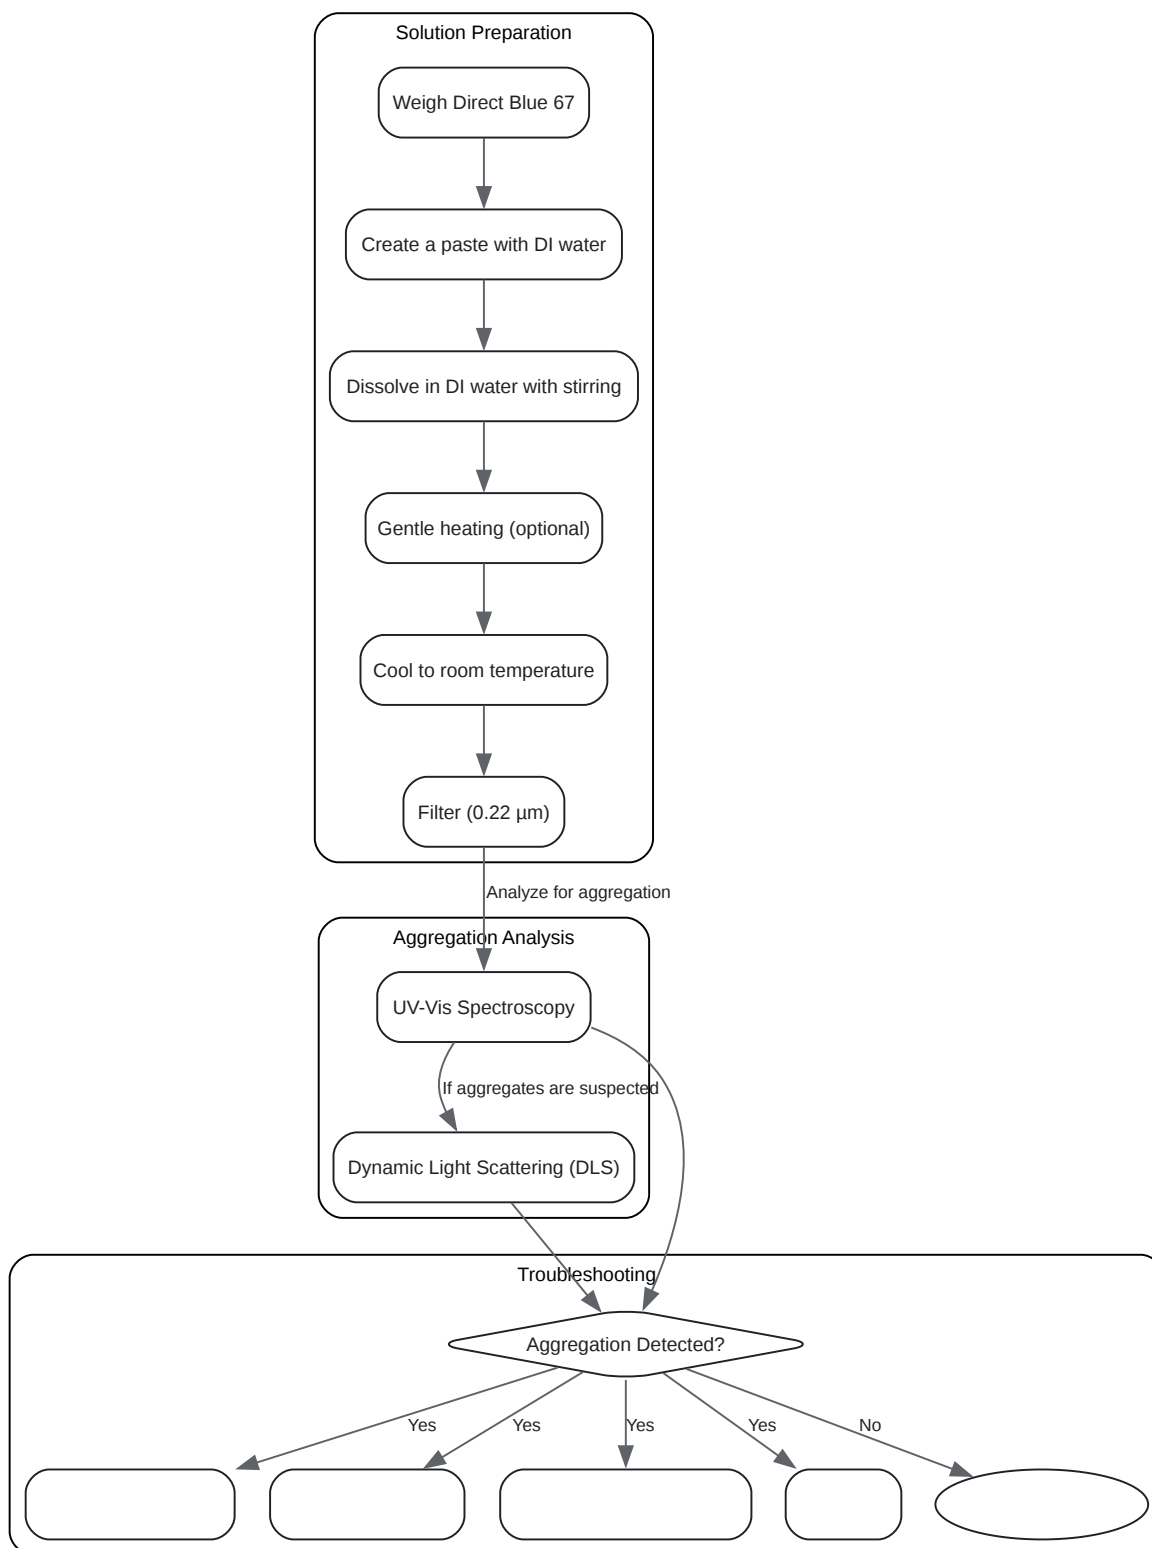 Solution Preparation
Weigh Direct Blue 67
Create a paste with DI water
Dissolve in DI water with stirring
Gentle heating (optional)
Cool to room temperature
Filter (0.22 µm)
Analyze for aggregation
Aggregation Analysis
UV-Vis Spectroscopy
If aggregates are suspected
Dynamic Light Scattering (DLS)
Troubleshooting
Aggregation Detected?
Yes
Yes
Yes
Yes
No